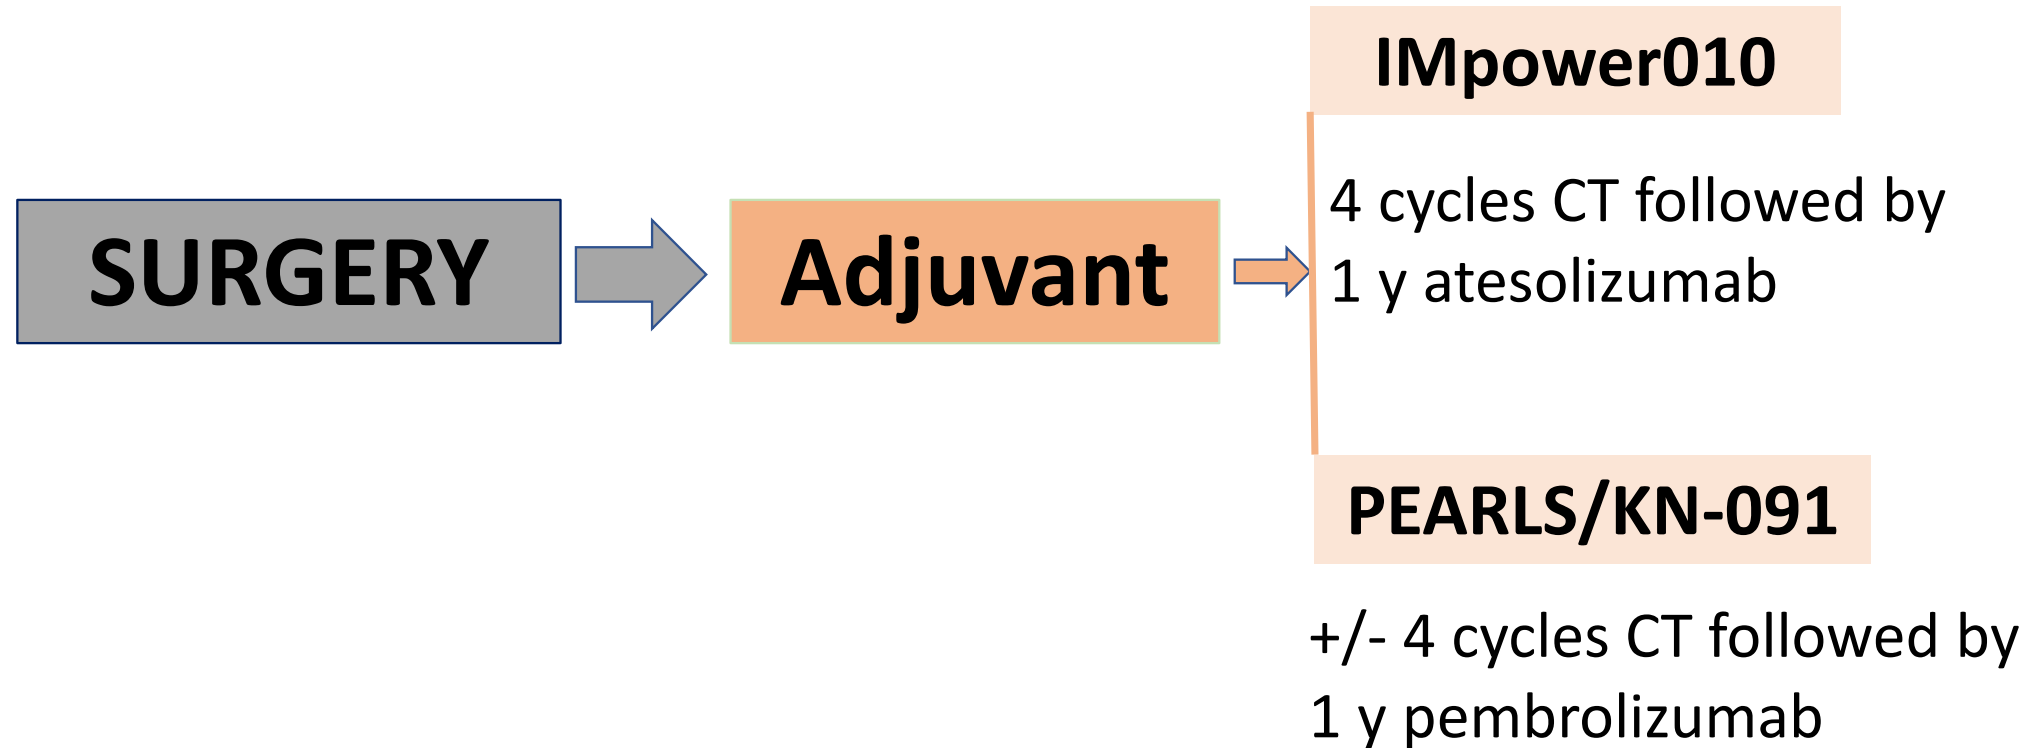 SURGERY
Adjuvant
IMpower010
4 cycles CT followed by
1 y atesolizumab
PEARLS/KN-091
+/- 4 cycles CT followed by
1 y pembrolizumab